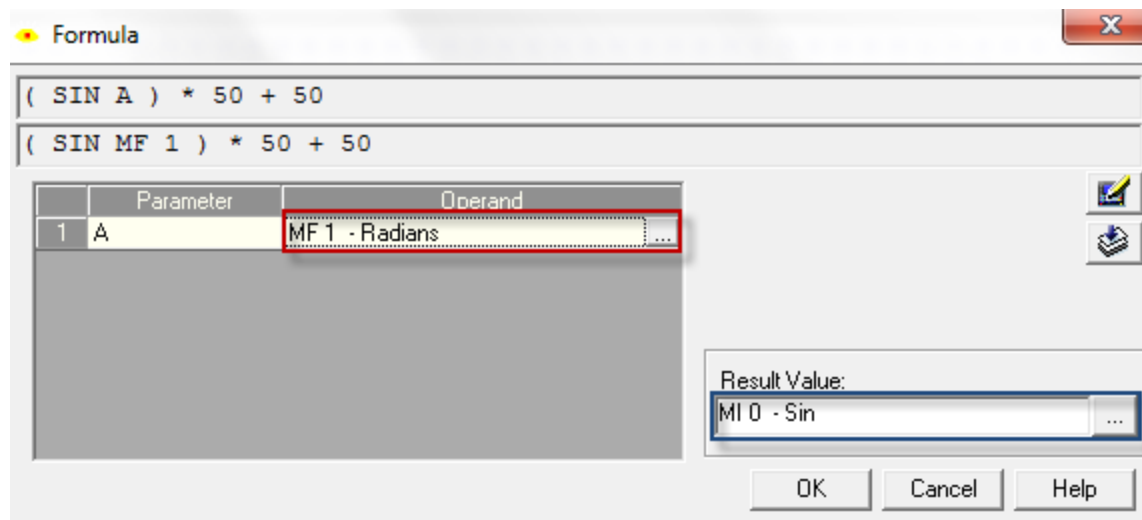 Formula
( SIN A ) * 50 + 50
( SIN MF 1 ) * 50 + 50
Parameter Operand
1 A MF 1 - Radians ...
Result Value:
MI 0 - Sin ...
OK Cancel Help